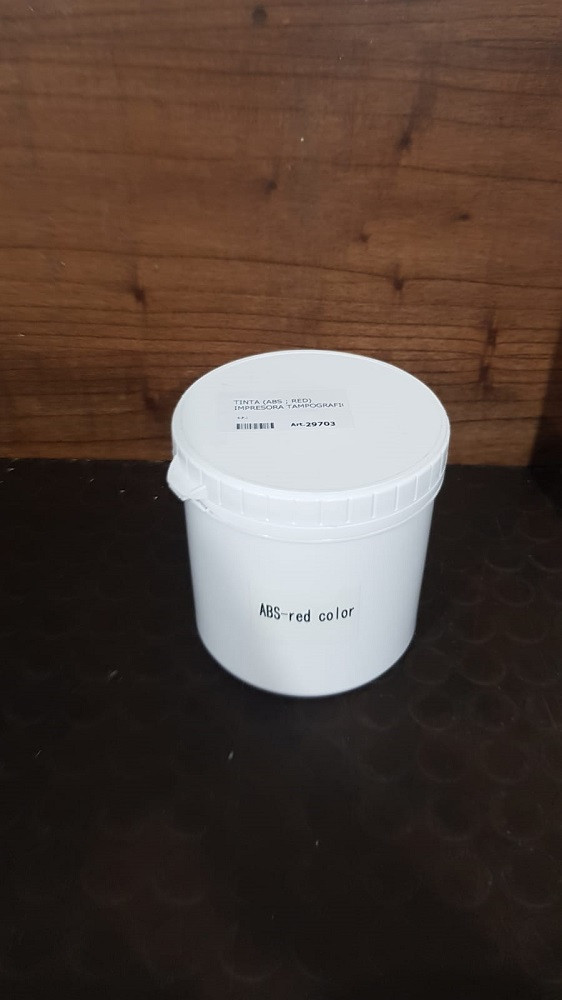 TINTA (ABS ; RED)
IMPRESORA TAMPOGRAFI
Art.29703
ABS-red color